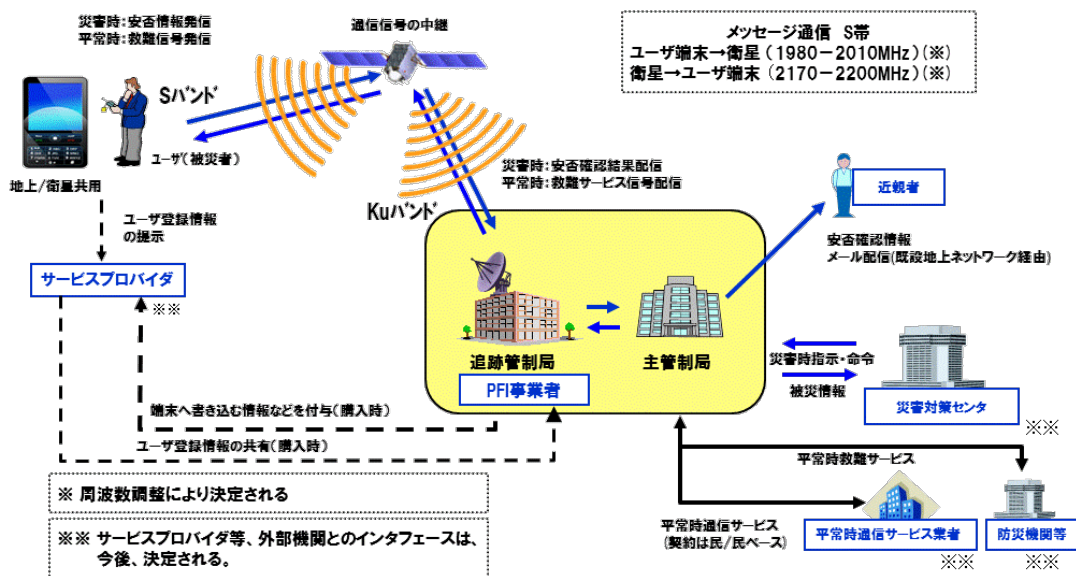 災害時：安否情報発信
平常時：救難信号発信
通信信号の中継
メッセージ通信 S帯
ユーザ端末→衛星（1980－2010MHz）（※）
衛星→ユーザ端末（2170－2200MHz）（※）
Sバンド
ユーザ（被災者）
地上/衛星共用
災害時：安否確認結果配信
平常時：救難サービス信号配信
Kuバンド
近頼者
安否確認情報
メール配信(既設地上ネットワーク経由)
ユーザ登録情報
の提示
サービスプロバイダ
※※
追跡管制局
主管制局
PFI事業者
災害時指示・命令
被災情報
災害対策センタ
※※
端末へ書き込む情報などを付与（購入時）
ユーザ登録情報の共有（購入時）
平常時救難サービス
平常時通信サービス
（契約は民/民ベース）
平常時通信サービス業者
※※
防災機関等
※※
※ 周波数調整により決定される
※※ サービスプロバイダ等、外部機関とのインタフェースは、
今後、決定される。